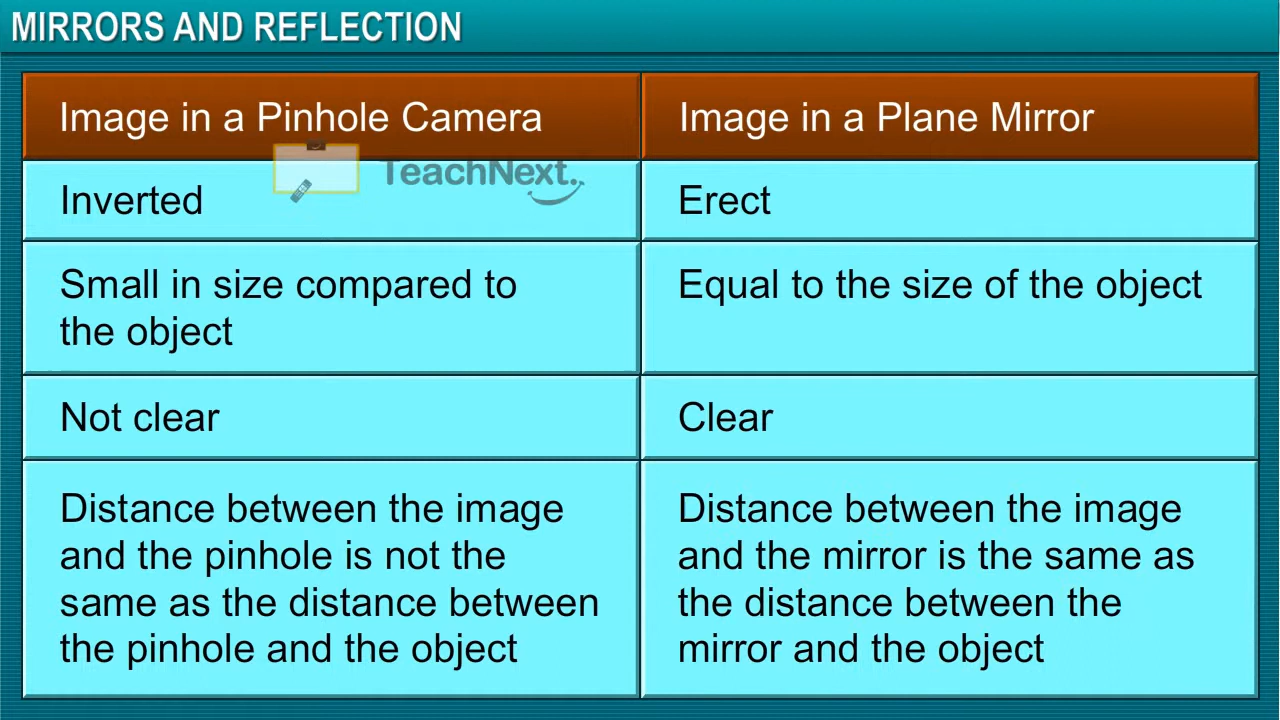 MIRRORS AND REFLECTION
Image in a Pinhole Camera
Image in a Plane Mirror
TeachNext.
Inverted
Erect
Small in size compared to
the object
Equal to the size of the object
Not clear
Clear
Distance between the image
and the pinhole is not the
same as the distance between
the pinhole and the object
Distance between the image
and the mirror is the same as
the distance between the
mirror and the object